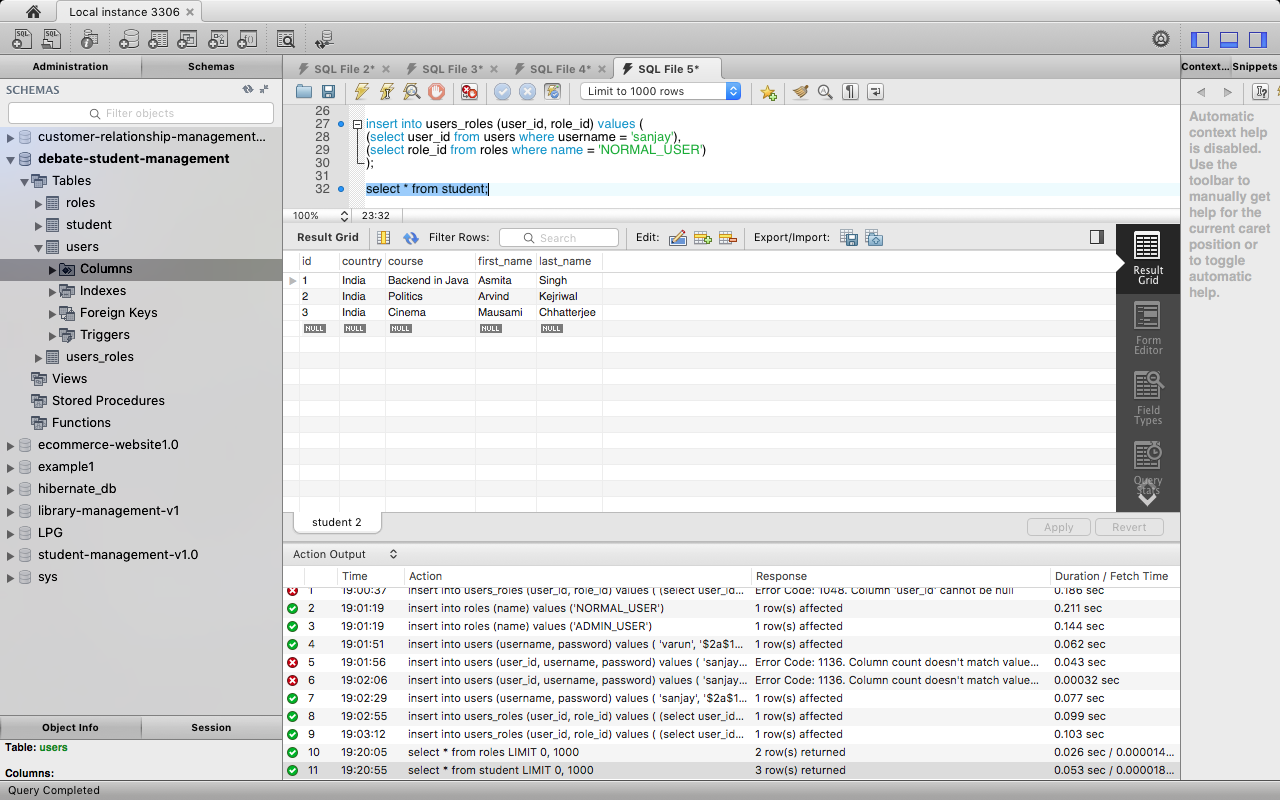 Local instance 3306
Administration
Schemas
SCHEMAS
Filter objects
customer-relationship-management...
debate-student-management
Tables
roles
student
users
Columns
Indexes
Foreign Keys
Triggers
users_roles
Views
Stored Procedures
Functions
ecommerce-website1.0
example1
hibernate_db
library-management-v1
LPG
student-management-v1.0
sys
Object Info
Session
Table: users
Columns:
Query Completed
SQL File 2*
SQL File 3*
SQL File 4*
SQL File 5*
Limit to 1000 rows
26
27 insert into users_roles (user_id, role_id) values (
28 (select user_id from users where username = 'sanjay'),
29 (select role_id from roles where name = 'NORMAL_USER')
30 );
31
32 select * from student;
100% 23:32
Result Grid Filter Rows: Search Edit: Export/Import:
id country course first_name last_name
1 India Backend in Java Asmita Singh
2 India Politics Arvind Kejriwal
3 India Cinema Mausami Chhatterjee
NULL NULL NULL NULL NULL
Result
Grid
Form
Editor
Field
Types
Query
Stats
student 2
Apply
Revert
Action Output
Time Action Response Duration / Fetch Time
1 19:00:37 insert into users_roles (user_id, role_id) values ( (select user_id... Error Code: 1048. Column 'user_id' cannot be null 0.186 sec
2 19:01:19 insert into roles (name) values ('NORMAL_USER') 1 row(s) affected 0.211 sec
3 19:01:19 insert into roles (name) values ('ADMIN_USER') 1 row(s) affected 0.144 sec
4 19:01:51 insert into users (username, password) values ( 'varun', '$2a$1... 1 row(s) affected 0.062 sec
5 19:01:56 insert into users (user_id, username, password) values ( 'sanjay... Error Code: 1136. Column count doesn't match value... 0.043 sec
6 19:02:06 insert into users (user_id, username, password) values ( 'sanjay... Error Code: 1136. Column count doesn't match value... 0.00032 sec
7 19:02:29 insert into users (username, password) values ( 'sanjay', '$2a$1... 1 row(s) affected 0.077 sec
8 19:02:55 insert into users_roles (user_id, role_id) values ( (select user_id... 1 row(s) affected 0.099 sec
9 19:03:12 insert into users_roles (user_id, role_id) values ( (select user_id... 1 row(s) affected 0.103 sec
10 19:20:05 select * from roles LIMIT 0, 1000 2 row(s) returned 0.026 sec / 0.000014...
11 19:20:55 select * from student LIMIT 0, 1000 3 row(s) returned 0.053 sec / 0.000018...
Context...
Snippets
Automatic
context help
is disabled.
Use the
toolbar to
manually get
help for the
current caret
position or
to toggle
automatic
help.